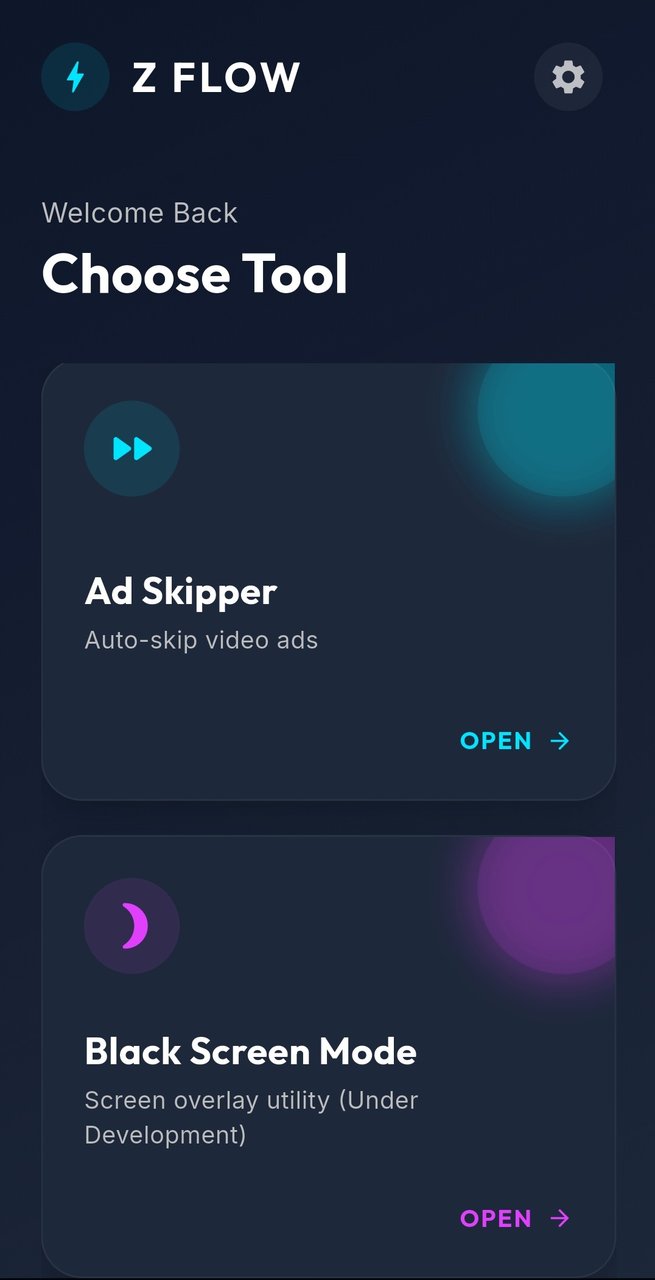 Z FLOW
Welcome Back
Choose Tool
Ad Skipper
Auto-skip video ads
OPEN
Black Screen Mode
Screen overlay utility (Under
Development)
OPEN